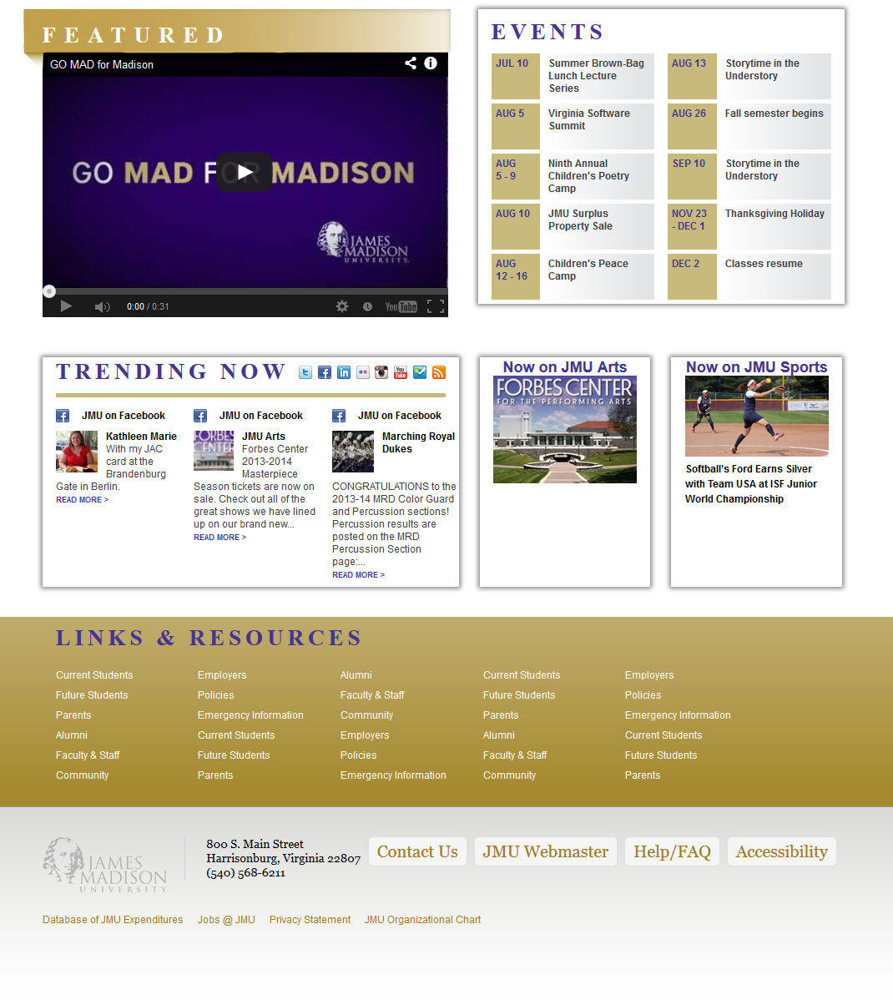 FEATURED
GO MAD for Madison
GO MAD FOR MADISON
JAMES
MADISON
UNIVERSITY.
0:00 / 0:31
YouTube
EVENTS
JUL 10
Summer Brown-Bag
Lunch Lecture
Series
AUG 5
Virginia Software
Summit
AUG
5 - 9
Ninth Annual
Children's Poetry
Camp
AUG 10
JMU Surplus
Property Sale
AUG
12 - 16
Children's Peace
Camp
AUG 13
Storytime in the
Understory
AUG 26
Fall semester begins
SEP 10
Storytime in the
Understory
NOV 23
- DEC 1
Thanksgiving Holiday
DEC 2
Classes resume
TRENDING NOW
You
Tube
JMU on Facebook
Kathleen Marie
With my JAC
card at the
Brandenburg
Gate in Berlin.
READ MORE >
JMU on Facebook
FORBES
CENTER
JMU Arts
Forbes Center
2013-2014
Masterpiece
Season tickets are now on
sale. Check out all of the
great shows we have lined
up on our brand new...
READ MORE >
JMU on Facebook
Marching Royal
Dukes
CONGRATULATIONS to the
2013-14 MRD Color Guard
and Percussion sections!
Percussion results are
posted on the MRD
Percussion Section
page:...
READ MORE >
Now on JMU Arts
FORBES CENTER
FOR THE PERFORMING ARTS
Now on JMU Sports
Softball's Ford Earns Silver
with Team USA at ISF Junior
World Championship
LINKS & RESOURCES
Current Students
Future Students
Parents
Alumni
Faculty & Staff
Community
Employers
Policies
Emergency Information
Current Students
Future Students
Parents
Alumni
Faculty & Staff
Community
Employers
Policies
Emergency Information
Current Students
Future Students
Parents
Alumni
Faculty & Staff
Community
Employers
Policies
Emergency Information
Current Students
Future Students
Parents
JAMES
MADISON
UNIVERSITY.
800 S. Main Street
Harrisonburg, Virginia 22807
(540) 568-6211
Contact Us
JMU Webmaster
Help/FAQ
Accessibility
Database of JMU Expenditures
Jobs @ JMU
Privacy Statement
JMU Organizational Chart